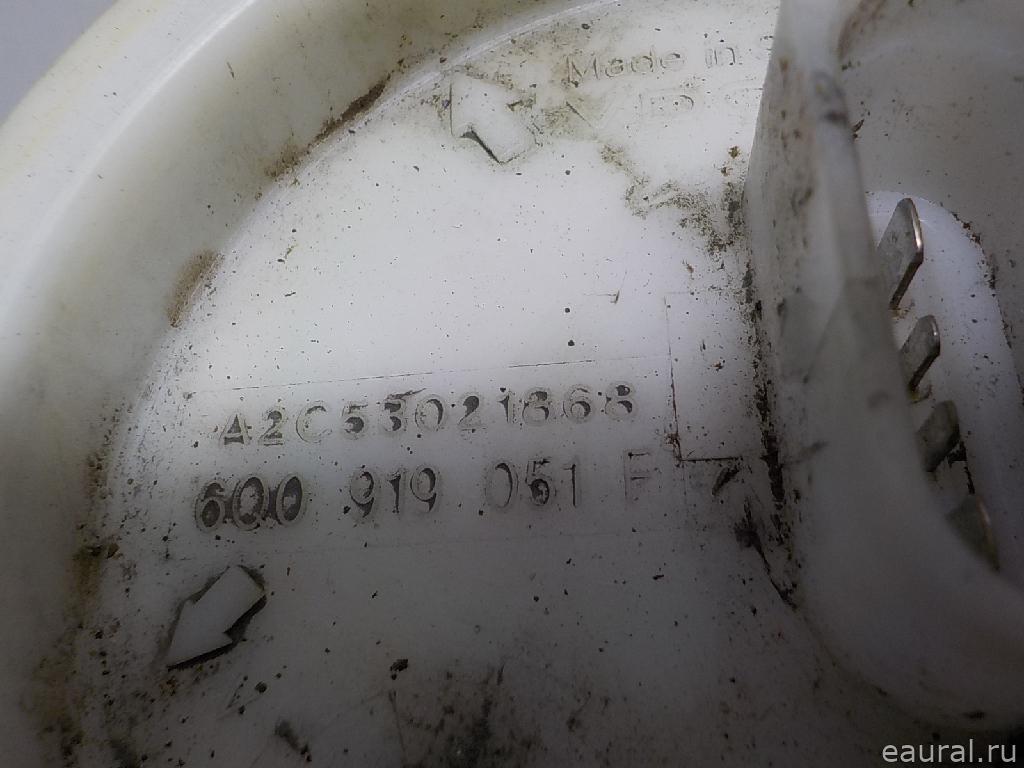 Made in
A2C53021868
6Q0 919 051 F
eaural.ru